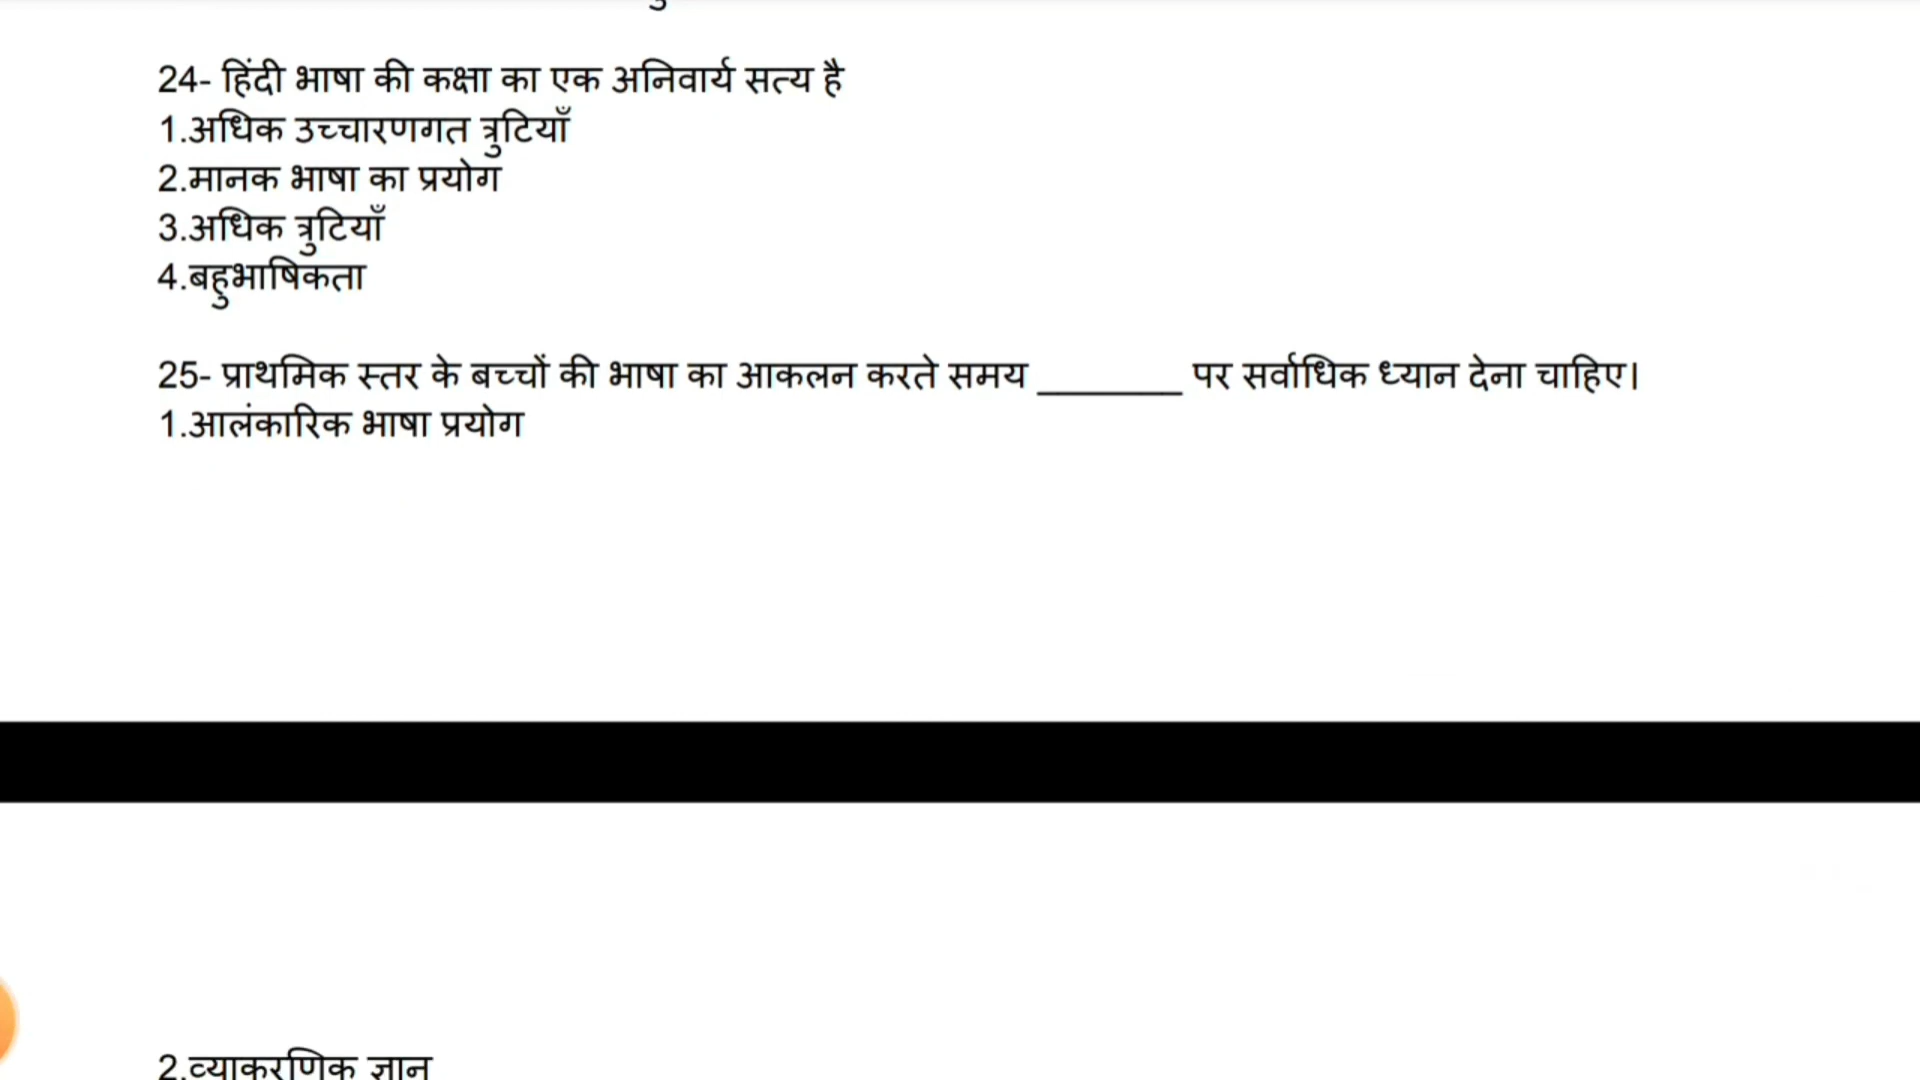 24- हिंदी भाषा की कक्षा का एक अनिवार्य सत्य है
1.अधिक उच्चारणगत त्रुटियाँ
2.मानक भाषा का प्रयोग
3.अधिक त्रुटियाँ
4.बहुभाषिकता
25- प्राथमिक स्तर के बच्चों की भाषा का आकलन करते समय ________ पर सर्वाधिक ध्यान देना चाहिए।
1.आलंकारिक भाषा प्रयोग
2.व्याकरणिक ज्ञान